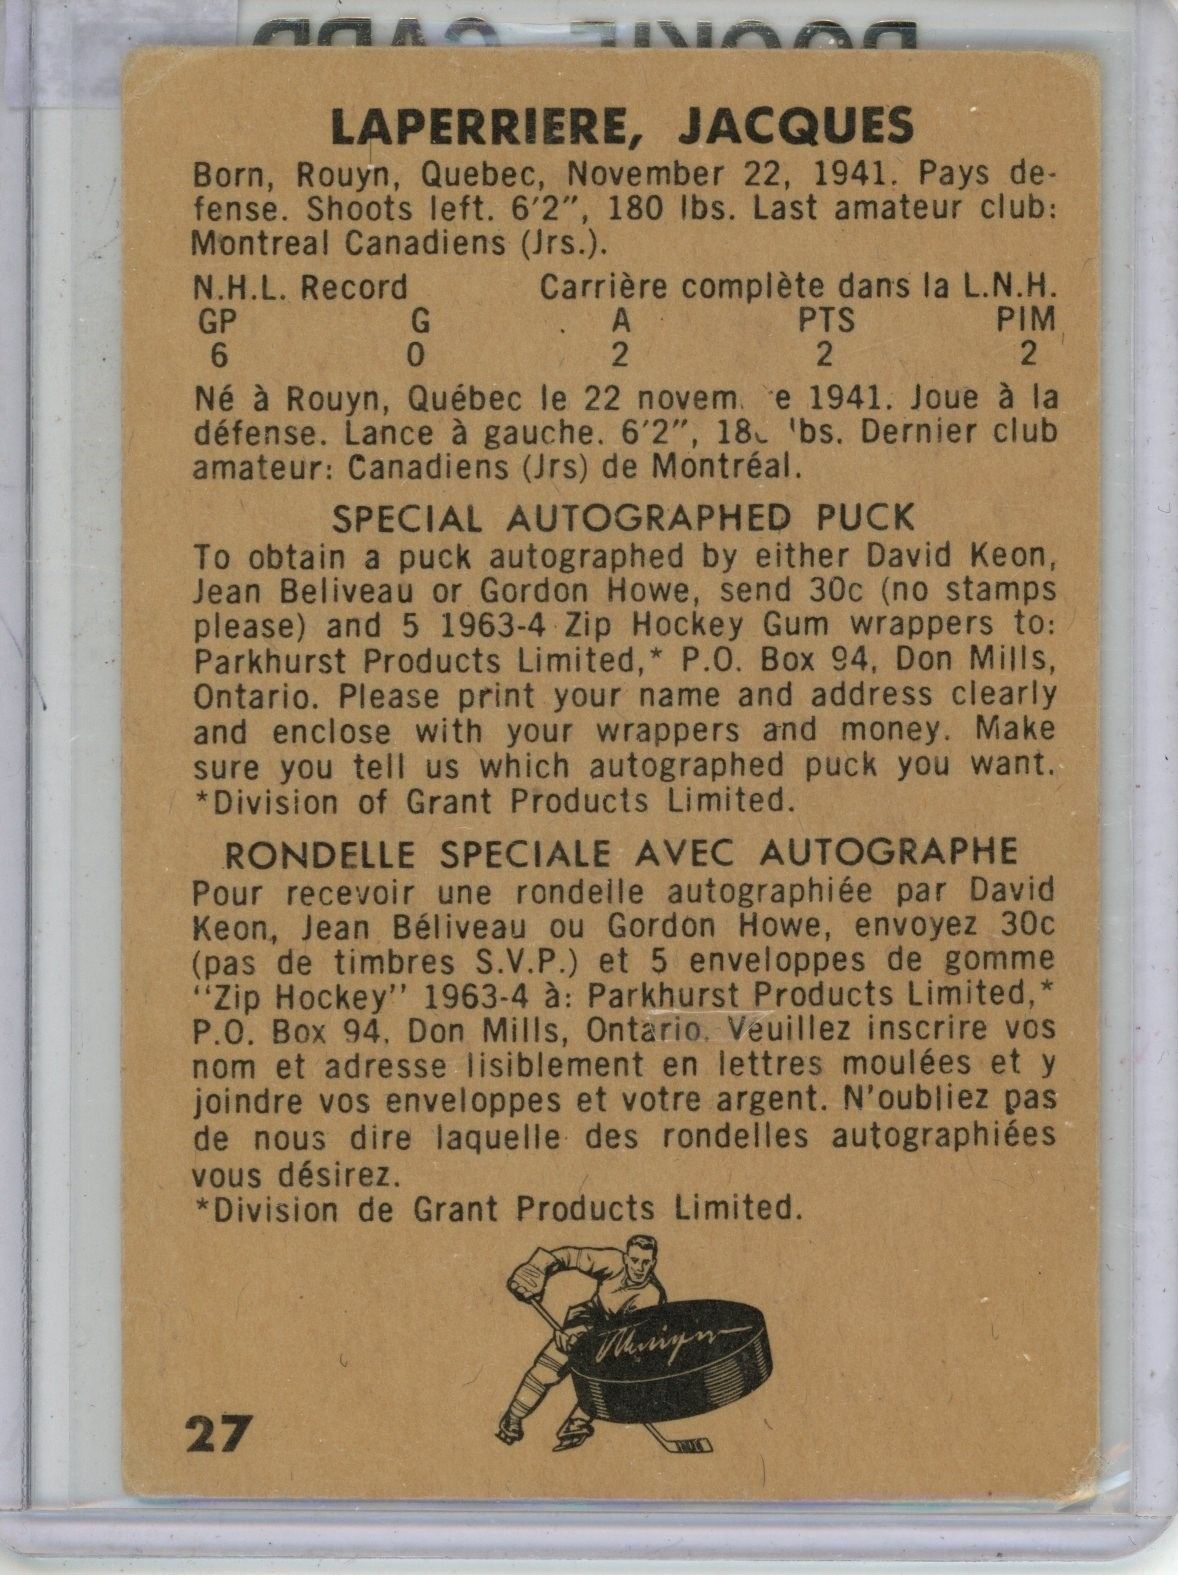 ROOKIE CARD
LAPERRIERE, JACQUES
Born, Rouyn, Quebec, November 22, 1941. Pays de-
fense. Shoots left. 6'2", 180 lbs. Last amateur club:
Montreal Canadiens (Jrs.).
N.H.L. Record Carrière complète dans la L.N.H.
GP G A PTS PIM
6 0 2 2 2
Né à Rouyn, Québec le 22 novem e 1941. Joue à la
défense. Lance à gauche. 6'2", 18 lbs. Dernier club
amateur: Canadiens (Jrs) de Montréal.
SPECIAL AUTOGRAPHED PUCK
To obtain a puck autographed by either David Keon,
Jean Beliveau or Gordon Howe, send 30c (no stamps
please) and 5 1963-4 Zip Hockey Gum wrappers to:
Parkhurst Products Limited,* P.O. Box 94, Don Mills,
Ontario. Please print your name and address clearly
and enclose with your wrappers and money. Make
sure you tell us which autographed puck you want.
*Division of Grant Products Limited.
RONDELLE SPECIALE AVEC AUTOGRAPHE
Pour recevoir une rondelle autographiée par David
Keon, Jean Béliveau ou Gordon Howe, envoyez 30c
(pas de timbres S.V.P.) et 5 enveloppes de gomme
"Zip Hockey" 1963-4 à: Parkhurst Products Limited,*
P.O. Box 94, Don Mills, Ontario. Veuillez inscrire vos
nom et adresse lisiblement en lettres moulées et y
joindre vos enveloppes et votre argent. N'oubliez pas
de nous dire laquelle des rondelles autographiées
vous désirez.
*Division de Grant Products Limited.
27